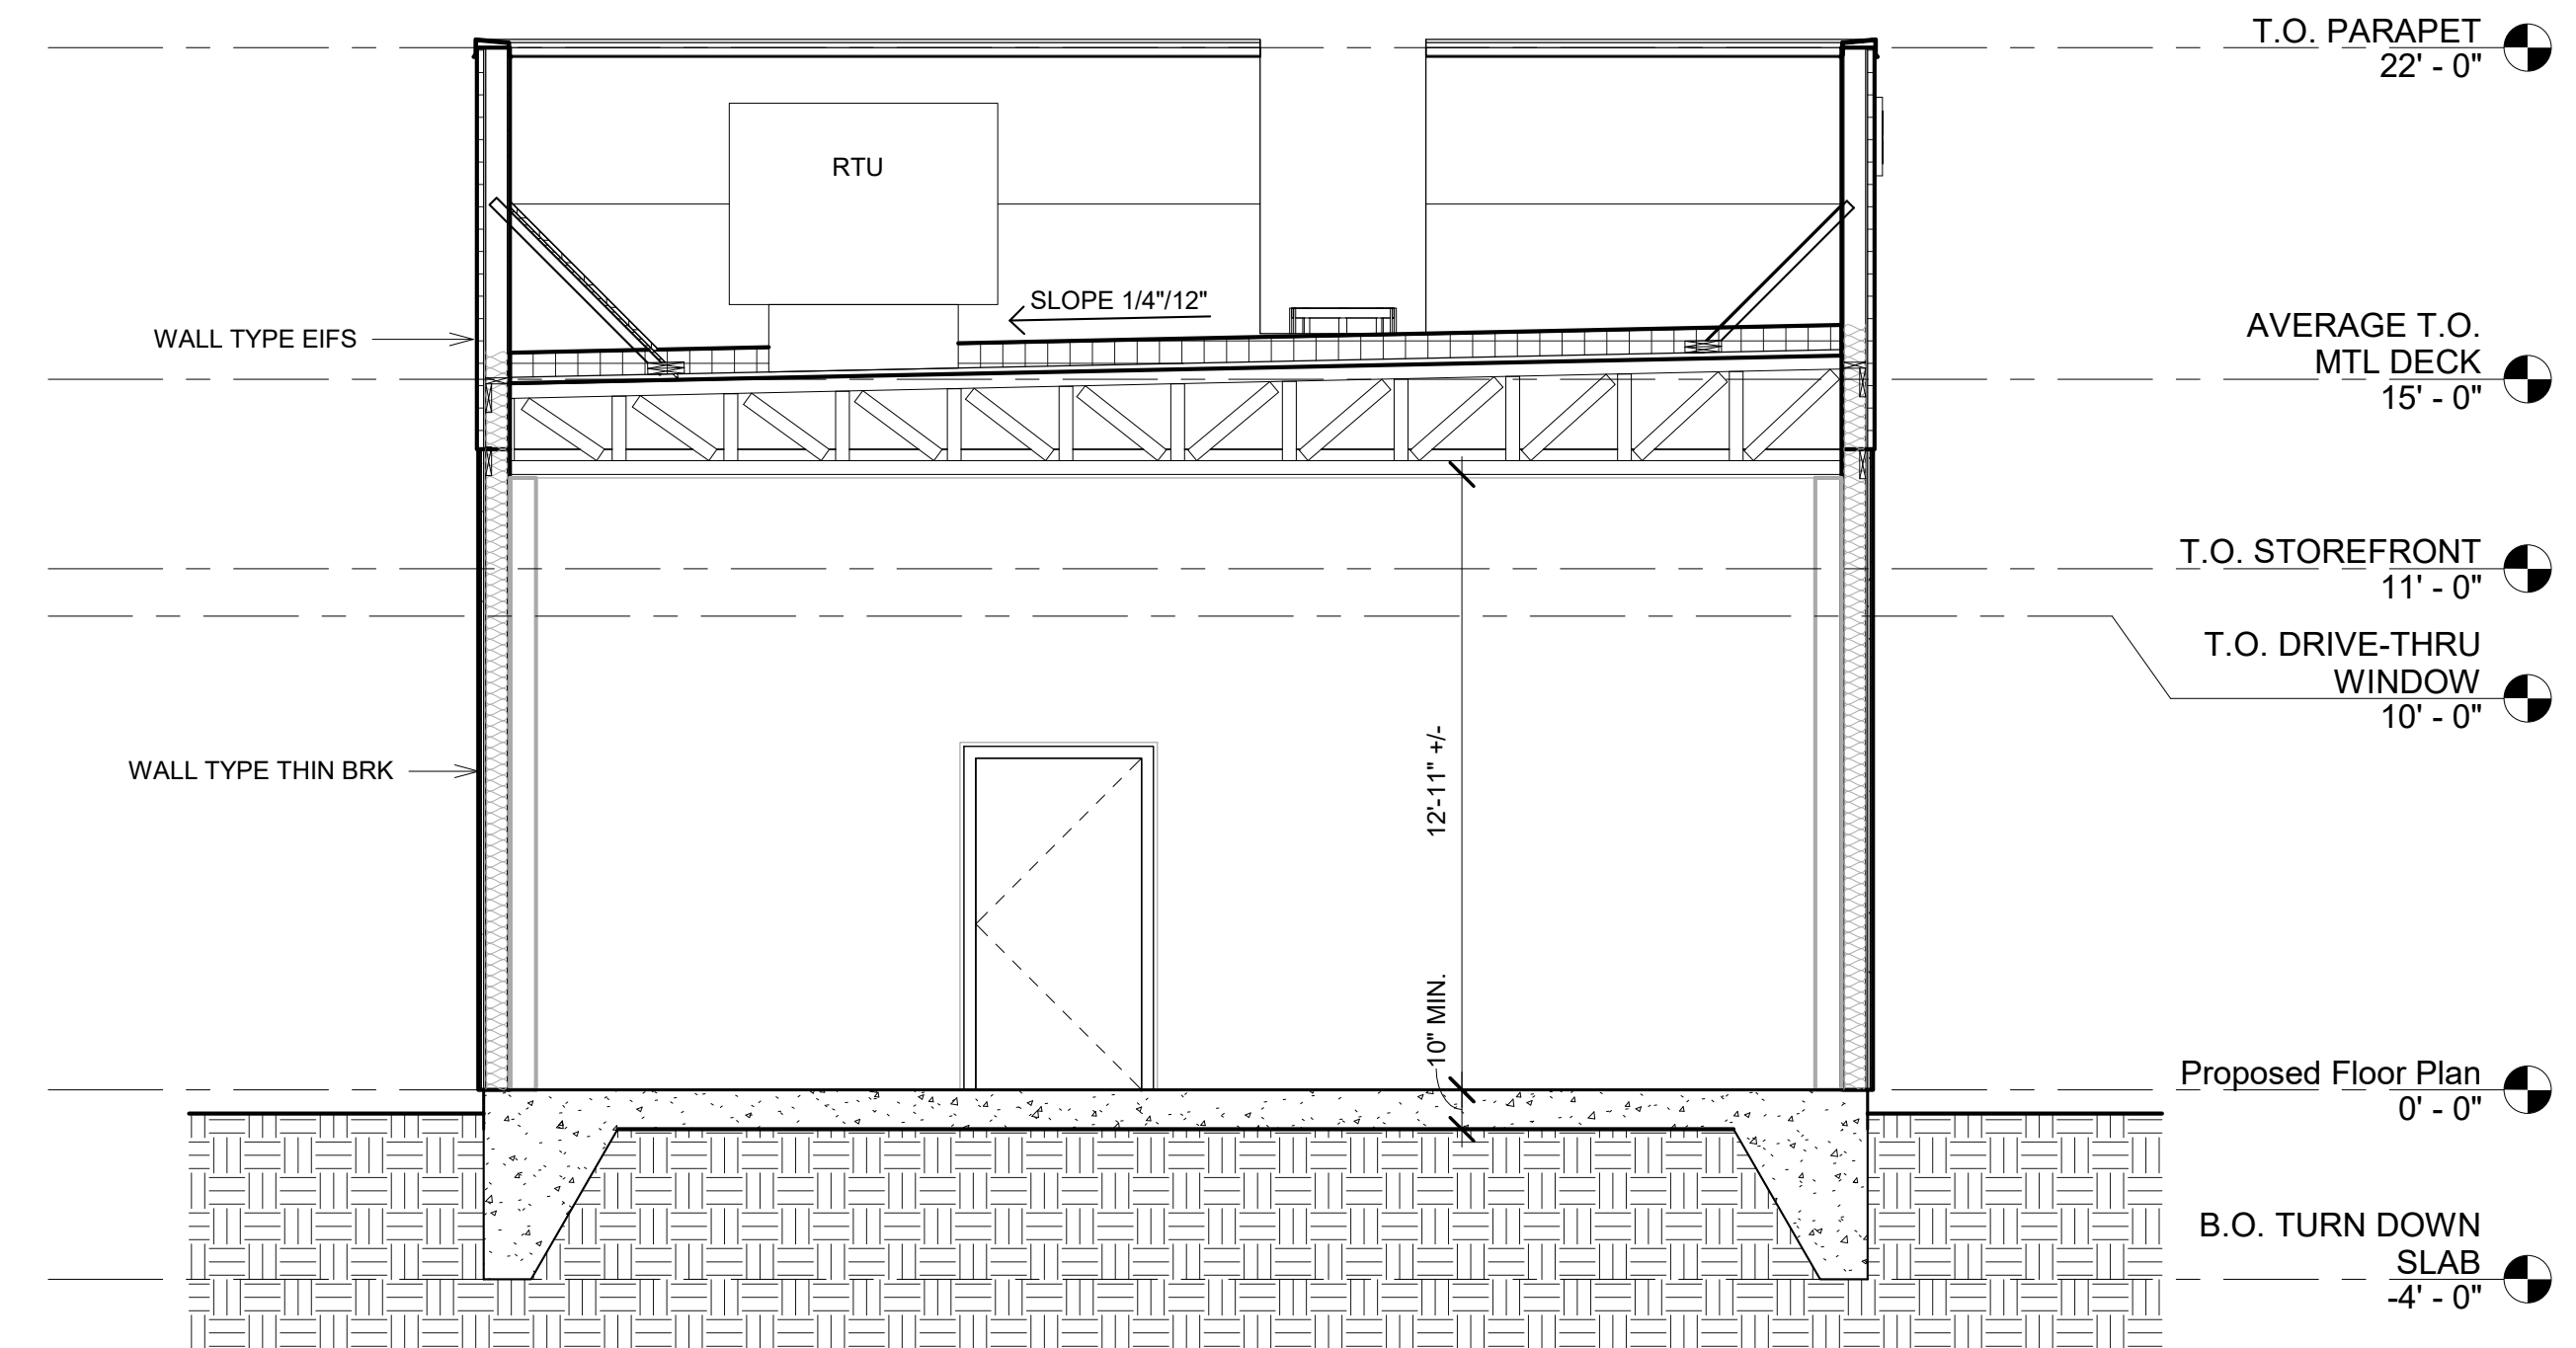 T.O. PARAPET
22' - 0"
RTU
SLOPE 1/4"/12"
WALL TYPE EIFS
AVERAGE T.O.
MTL DECK
15' - 0"
T.O. STOREFRONT
11' - 0"
T.O. DRIVE-THRU
WINDOW
10' - 0"
WALL TYPE THIN BRK
12'-11" +/-
10" MIN.
Proposed Floor Plan
0' - 0"
B.O. TURN DOWN
SLAB
-4' - 0"